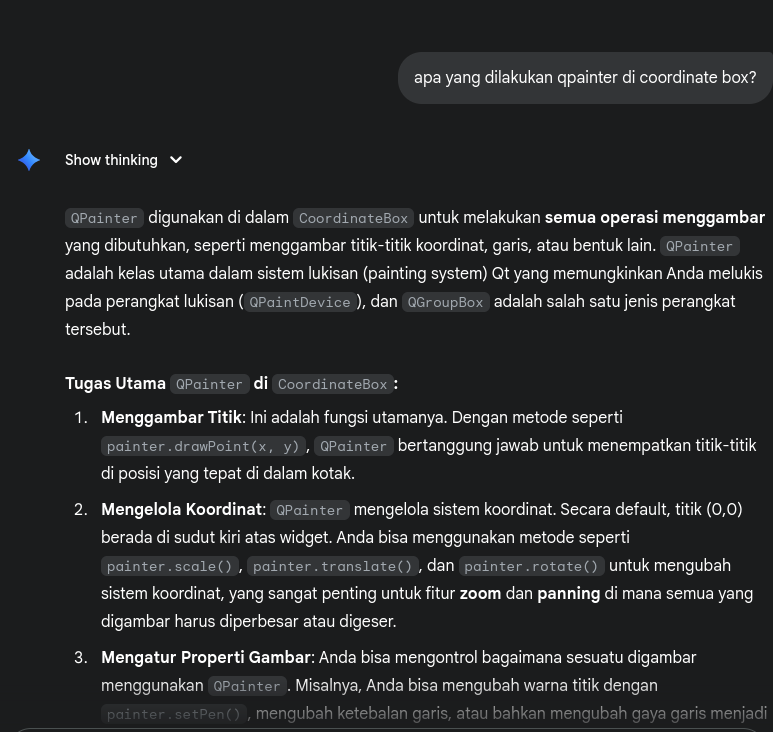 apa yang dilakukan qpainter di coordinate box?
Show thinking
QPainter digunakan di dalam CoordinateBox untuk melakukan semua operasi menggambar
yang dibutuhkan, seperti menggambar titik-titik koordinat, garis, atau bentuk lain. QPainter
adalah kelas utama dalam sistem lukisan (painting system) Qt yang memungkinkan Anda melukis
pada perangkat lukisan (QPaintDevice), dan QGroupBox adalah salah satu jenis perangkat
tersebut.
Tugas Utama QPainter di CoordinateBox:
1. Menggambar Titik: Ini adalah fungsi utamanya. Dengan metode seperti
painter.drawPoint(x, y), QPainter bertanggung jawab untuk menempatkan titik-titik
di posisi yang tepat di dalam kotak.
2. Mengelola Koordinat: QPainter mengelola sistem koordinat. Secara default, titik (0,0)
berada di sudut kiri atas widget. Anda bisa menggunakan metode seperti
painter.scale(), painter.translate(), dan painter.rotate() untuk mengubah
sistem koordinat, yang sangat penting untuk fitur zoom dan panning di mana semua yang
digambar harus diperbesar atau digeser.
3. Mengatur Properti Gambar: Anda bisa mengontrol bagaimana sesuatu digambar
menggunakan QPainter. Misalnya, Anda bisa mengubah warna titik dengan
painter.setPen(), mengubah ketebalan garis, atau bahkan mengubah gaya garis menjadi